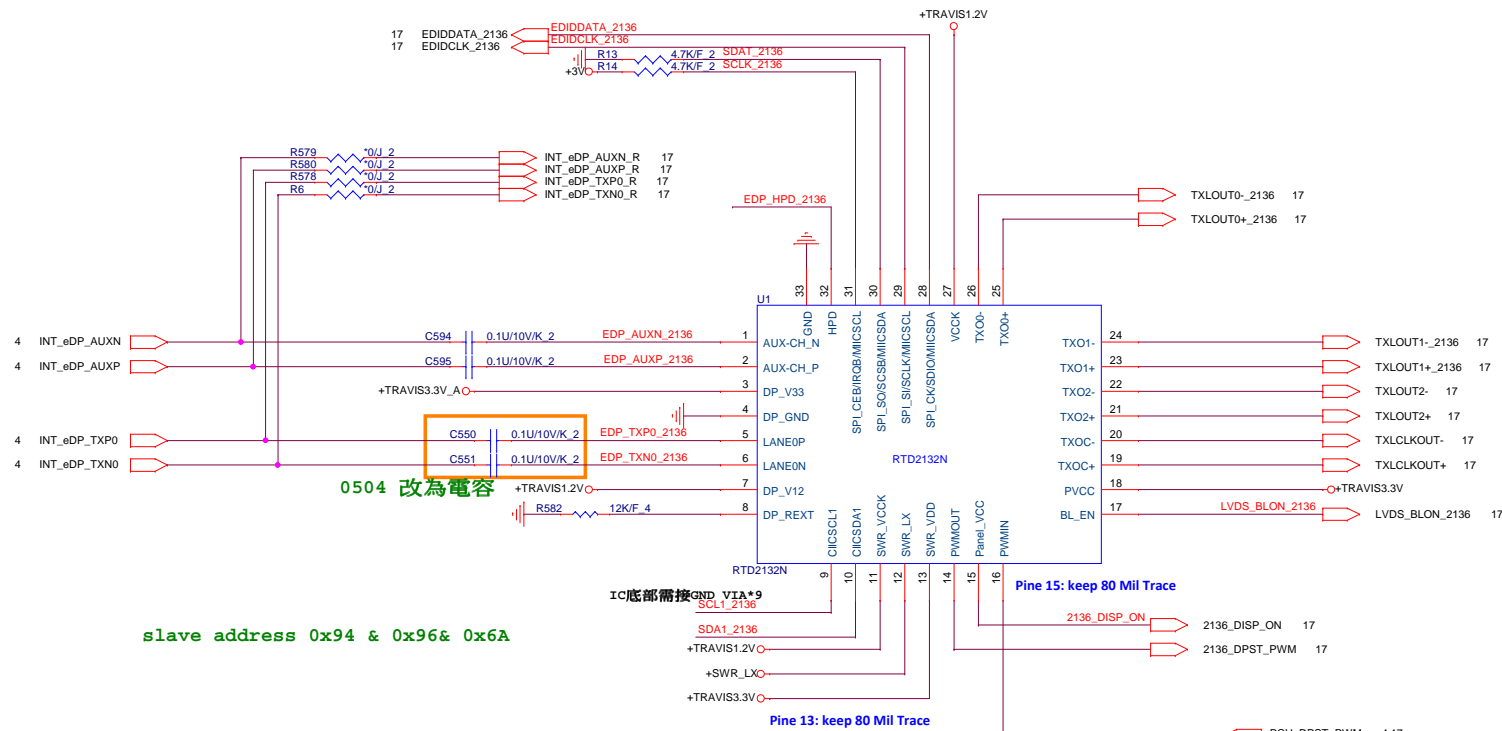 +TRAVIS1.2V
17 EDIDDATA_2136 EDIDDATA_2136
17 EDIDCLK_2136 EDIDCLK_2136
R13 4.7K/F_2 SDAT_2136
+3V R14 4.7K/F_2 SCLK_2136
R579 *0/J_2 INT_eDP_AUXN_R 17
R580 *0/J_2 INT_eDP_AUXP_R 17
R578 *0/J_2 INT_eDP_TXP0_R 17
R6 *0/J_2 INT_eDP_TXN0_R 17
EDP_HPD_2136
TXLOUT0-_2136 17
TXLOUT0+_2136 17
33 32 31 30 29 28 27 26 25
U1
GND HPD SPI_CEB/IRQB/MIICSCL SPI_SO/SCSB/MIICSDA SPI_SI/SCLK/MIICSCL SPI_CK/SDIO/MIICSDA VCCK TXO0- TXO0+
4 INT_eDP_AUXN C594 0.1U/10V/K_2 EDP_AUXN_2136 1 AUX-CH_N TXO1- 24 TXLOUT1-_2136 17
4 INT_eDP_AUXP C595 0.1U/10V/K_2 EDP_AUXP_2136 2 AUX-CH_P TXO1+ 23 TXLOUT1+_2136 17
+TRAVIS3.3V_A 3 DP_V33 TXO2- 22 TXLOUT2- 17
4 DP_GND TXO2+ 21 TXLOUT2+ 17
4 INT_eDP_TXP0 C550 0.1U/10V/K_2 EDP_TXP0_2136 5 LANE0P TXOC- 20 TXLCLKOUT- 17
4 INT_eDP_TXN0 C551 0.1U/10V/K_2 EDP_TXN0_2136 6 LANE0N RTD2132N TXOC+ 19 TXLCLKOUT+ 17
0504 改為電容 +TRAVIS1.2V 7 DP_V12 PVCC 18 +TRAVIS3.3V
R582 12K/F_4 8 DP_REXT BL_EN 17 LVDS_BLON_2136 LVDS_BLON_2136 17
CIICSCL1 CIICSDA1 SWR_VCCK SWR_LX SWR_VDD PWMOUT Panel_VCC PWMIN
RTD2132N
9 10 11 12 13 14 15 16
Pine 15: keep 80 Mil Trace
IC底部需接GND VIA*9
SCL1_2136
2136_DISP_ON 2136_DISP_ON 17
slave address 0x94 & 0x96& 0x6A
SDA1_2136
+TRAVIS1.2V 2136_DPST_PWM 17
+SWR_LX
+TRAVIS3.3V
Pine 13: keep 80 Mil Trace